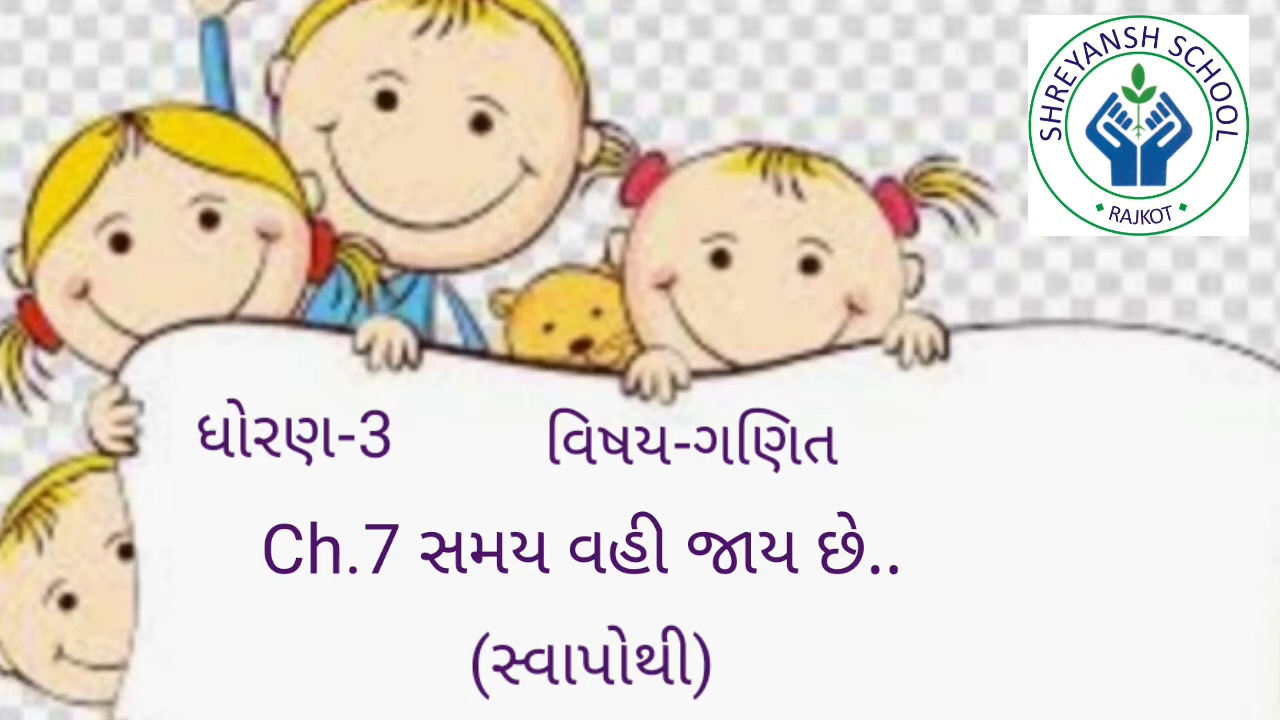 SHREYANSH SCHOOL
RAJKOT
ધોરણ-3 વિષય-ગણિત
Ch.7 સમય વહી જાય છે..
(સ્વાપોથી)